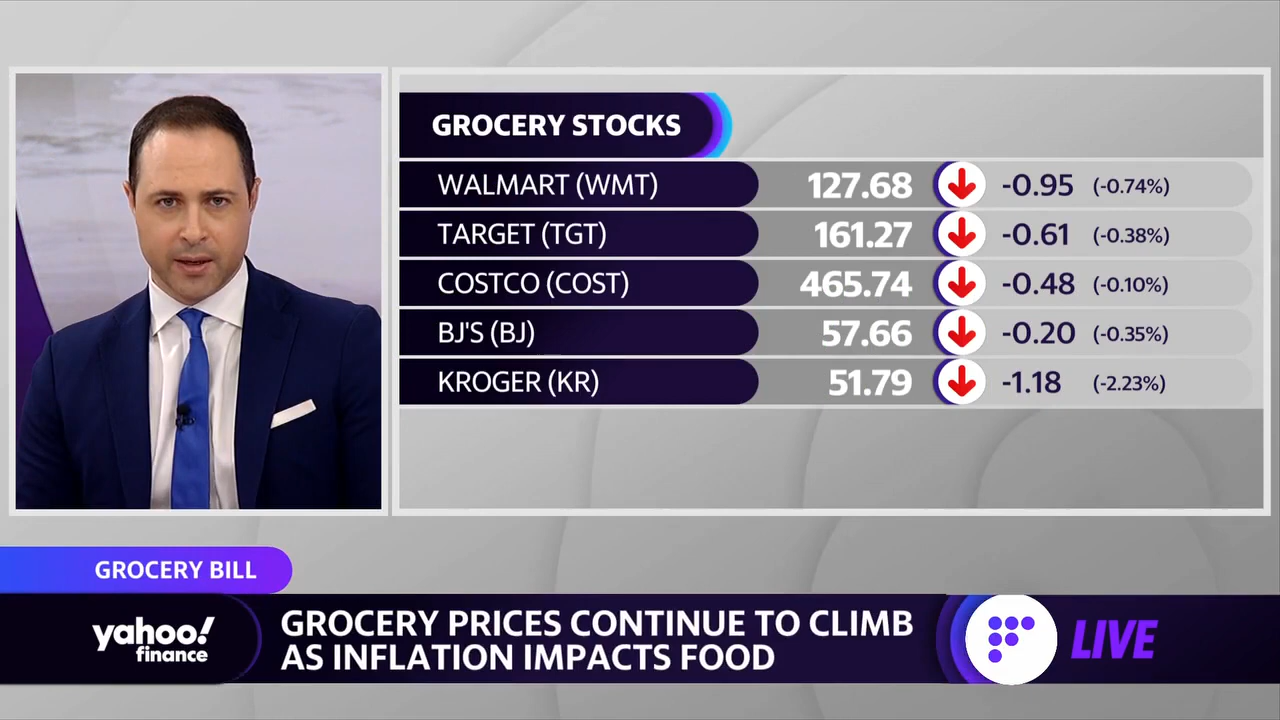 GROCERY STOCKS
WALMART (WMT) 127.68 -0.95 (-0.74%)
TARGET (TGT) 161.27 -0.61 (-0.38%)
COSTCO (COST) 465.74 -0.48 (-0.10%)
BJ'S (BJ) 57.66 -0.20 (-0.35%)
KROGER (KR) 51.79 -1.18 (-2.23%)
GROCERY BILL
yahoo!
finance
GROCERY PRICES CONTINUE TO CLIMB
AS INFLATION IMPACTS FOOD
LIVE